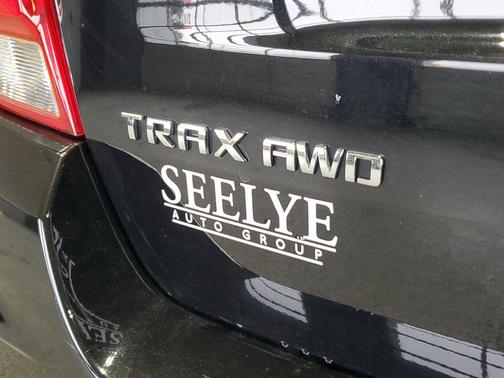 TRAX AWD
SEELYE
AUTO GROUP